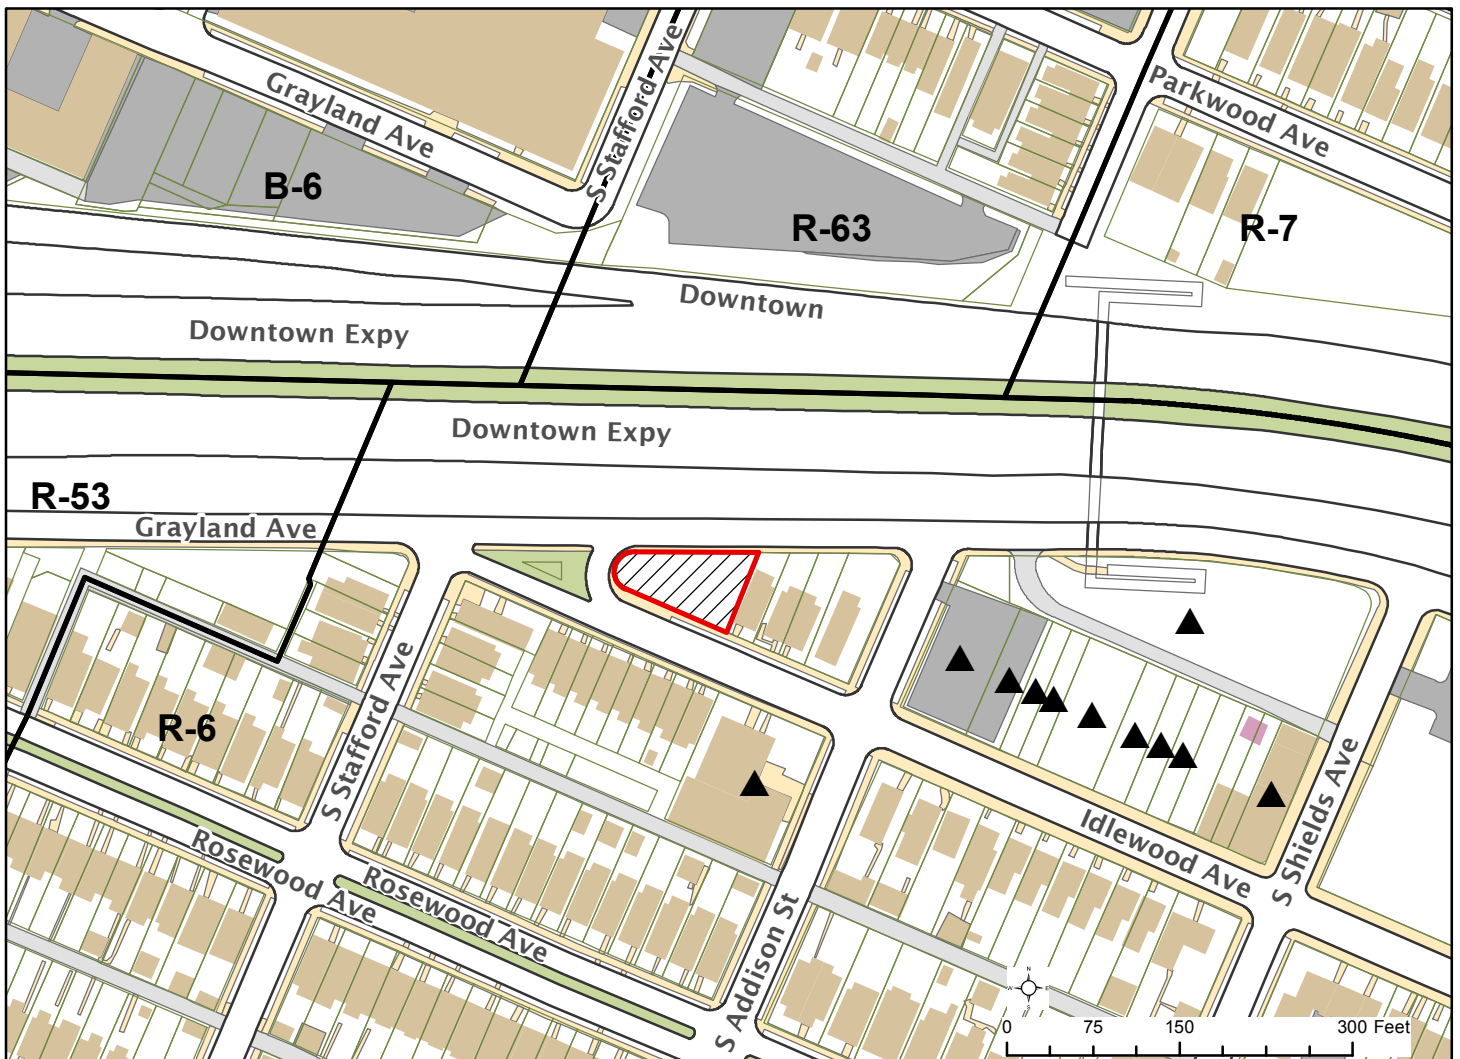 Grayland Ave
S Stafford Ave
Parkwood Ave
B-6
R-63
R-7
Downtown
Downtown Expy
Downtown Expy
R-53
Grayland Ave
R-6
S Stafford Ave
Rosewood Ave
Rosewood Ave
S Addison St
Idlewood Ave
S Shields Ave
N
W E
S
0 75 150 300 Feet